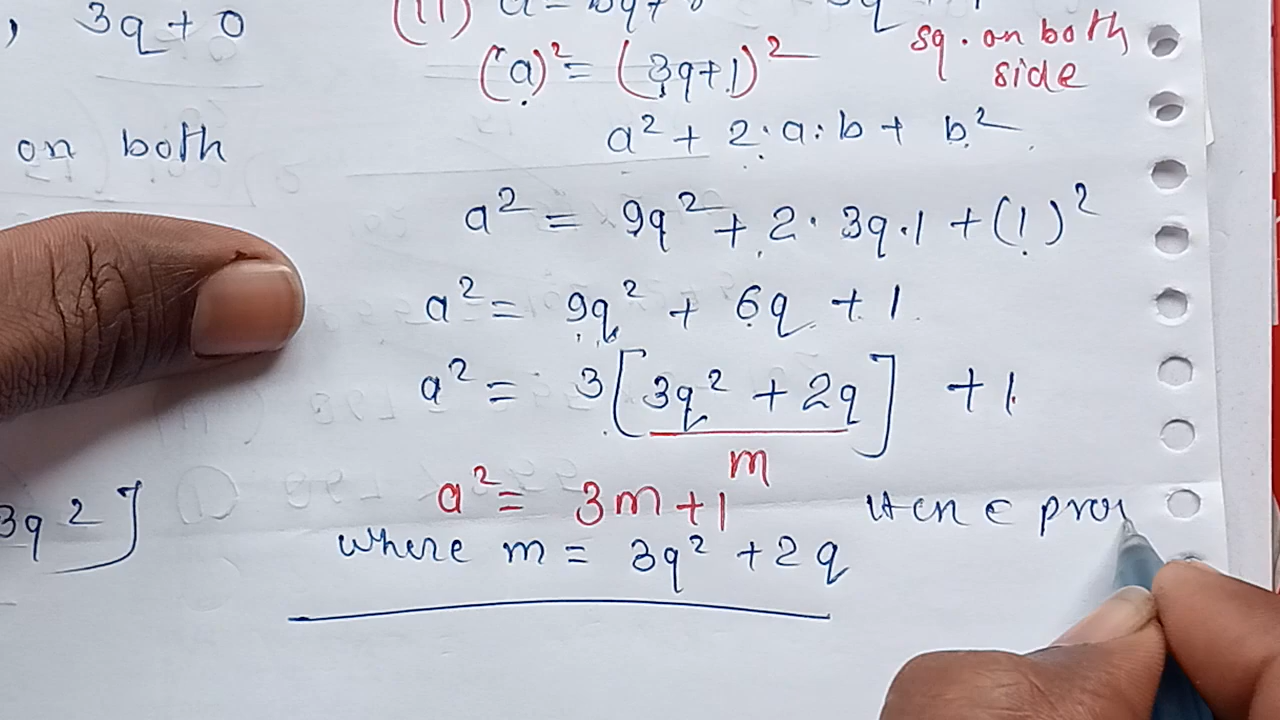 , 3q + 0
on both
3q²]
(ii)
(a)² = (3q+1)² sq. on both
side
a² + 2·a·b + b²
a² = 9q² + 2·3q·1 + (1)²
a² = 9q² + 6q + 1
a² = 3[3q² + 2q] + 1
m
a² = 3m+1
Hence prov
where m = 3q² + 2q